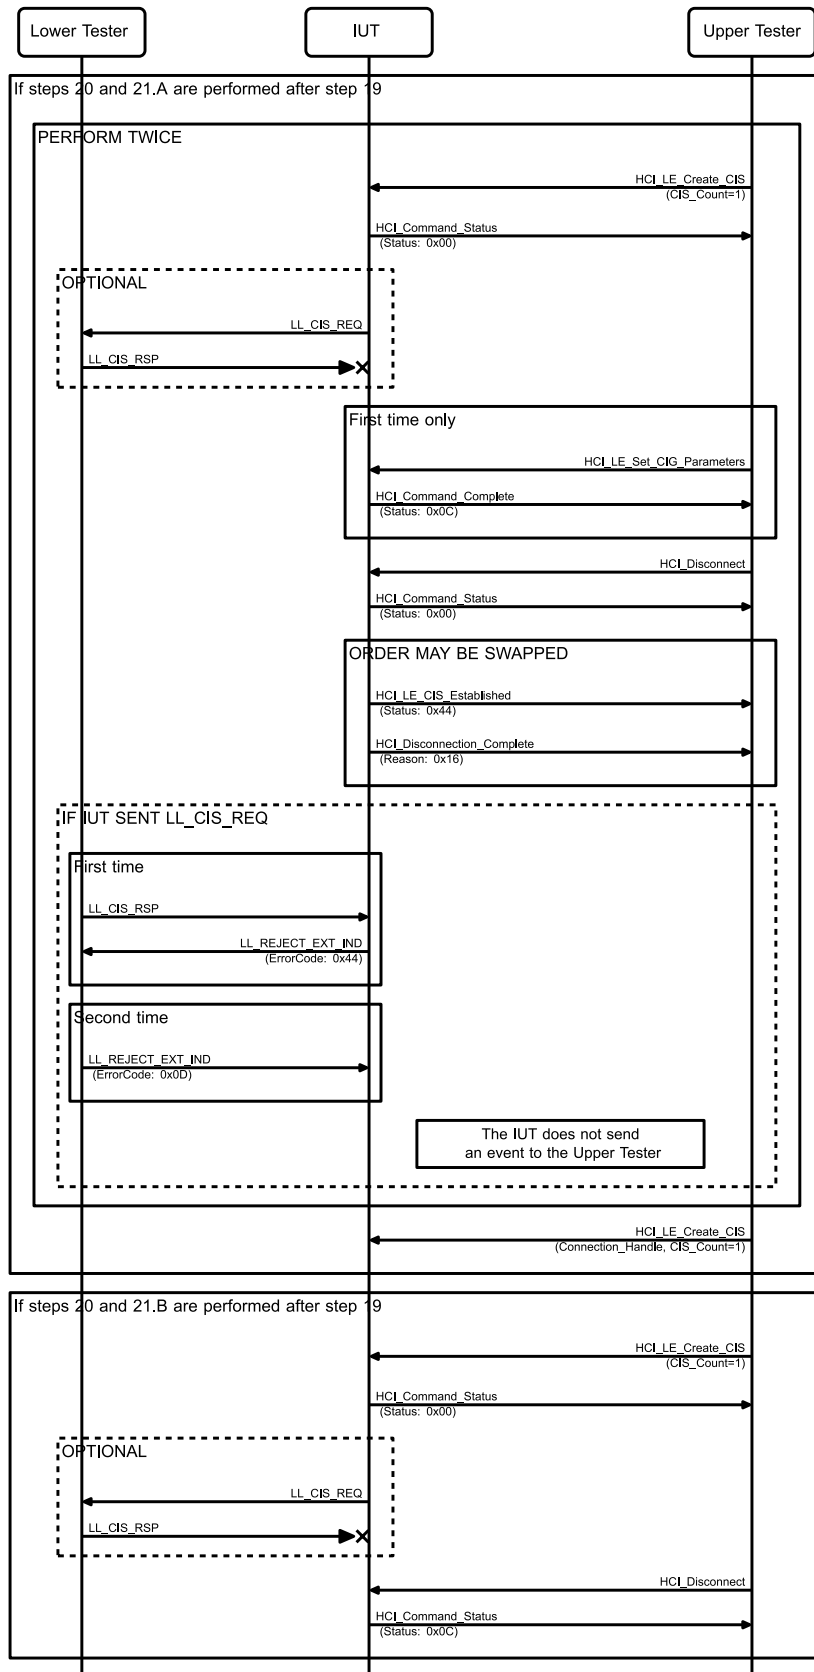 Lower Tester
IUT
Upper Tester
If steps 20 and 21.A are performed after step 19
PERFORM TWICE
HCI_LE_Create_CIS
(CIS_Count=1)
HCI_Command_Status
(Status: 0x00)
OPTIONAL
LL_CIS_REQ
LL_CIS_RSP
First time only
HCI_LE_Set_CIG_Parameters
HCI_Command_Complete
(Status: 0x0C)
HCI_Disconnect
HCI_Command_Status
(Status: 0x00)
ORDER MAY BE SWAPPED
HCI_LE_CIS_Established
(Status: 0x44)
HCI_Disconnection_Complete
(Reason: 0x16)
IF IUT SENT LL_CIS_REQ
First time
LL_CIS_RSP
LL_REJECT_EXT_IND
(ErrorCode: 0x44)
Second time
LL_REJECT_EXT_IND
(ErrorCode: 0x0D)
The IUT does not send
an event to the Upper Tester
HCI_LE_Create_CIS
(Connection_Handle, CIS_Count=1)
If steps 20 and 21.B are performed after step 19
HCI_LE_Create_CIS
(CIS_Count=1)
HCI_Command_Status
(Status: 0x00)
OPTIONAL
LL_CIS_REQ
LL_CIS_RSP
HCI_Disconnect
HCI_Command_Status
(Status: 0x0C)